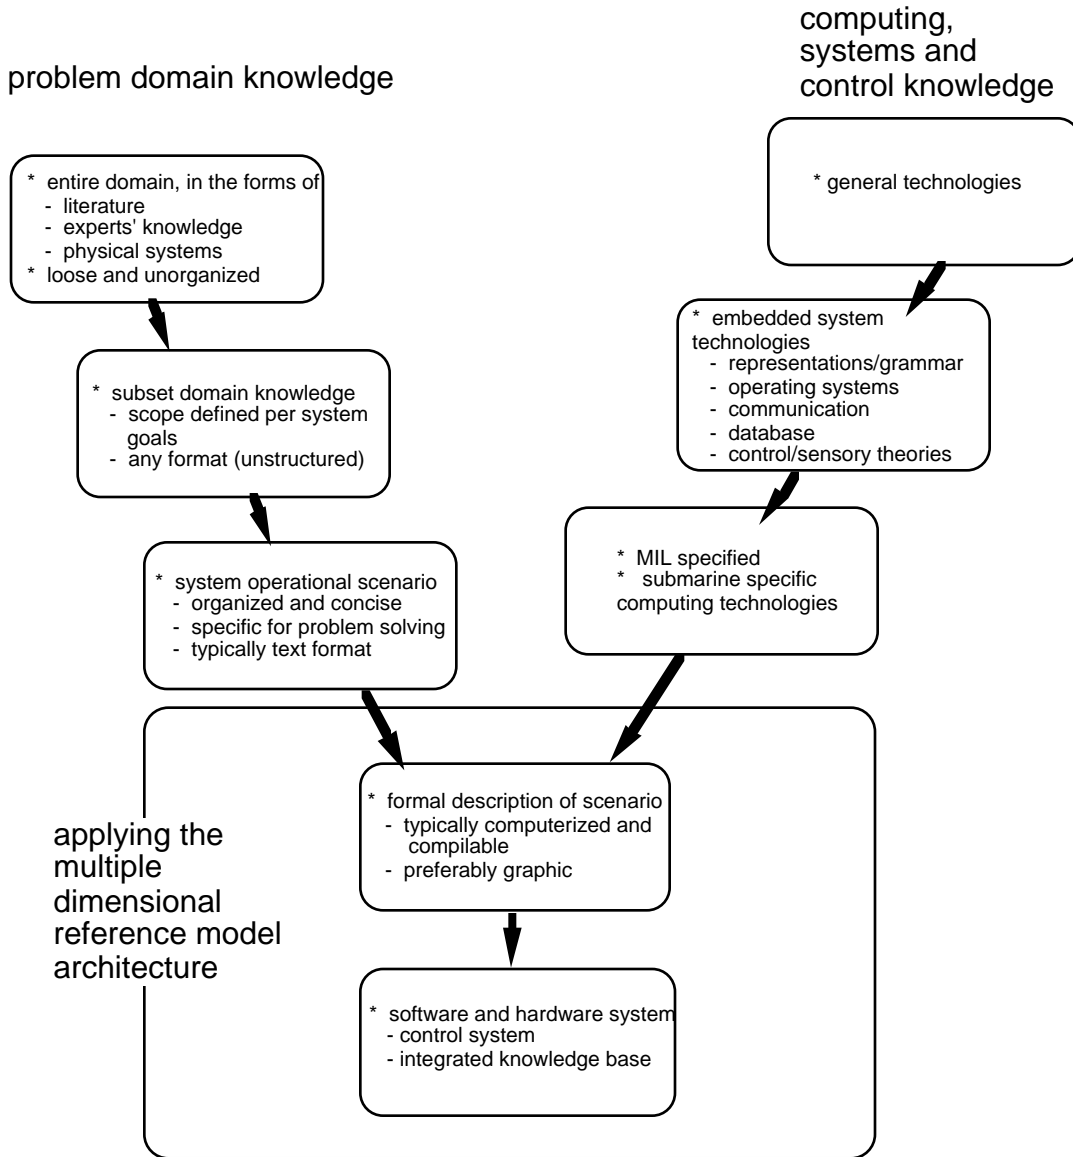 problem domain knowledge
computing,
systems and
control knowledge
* entire domain, in the forms of
- literature
- experts' knowledge
- physical systems
* loose and unorganized
* general technologies
* subset domain knowledge
- scope defined per system
goals
- any format (unstructured)
* embedded system
technologies
- representations/grammar
- operating systems
- communication
- database
- control/sensory theories
* system operational scenario
- organized and concise
- specific for problem solving
- typically text format
* MIL specified
* submarine specific
computing technologies
applying the
multiple
dimensional
reference model
architecture
* formal description of scenario
- typically computerized and
compilable
- preferably graphic
* software and hardware system
- control system
- integrated knowledge base